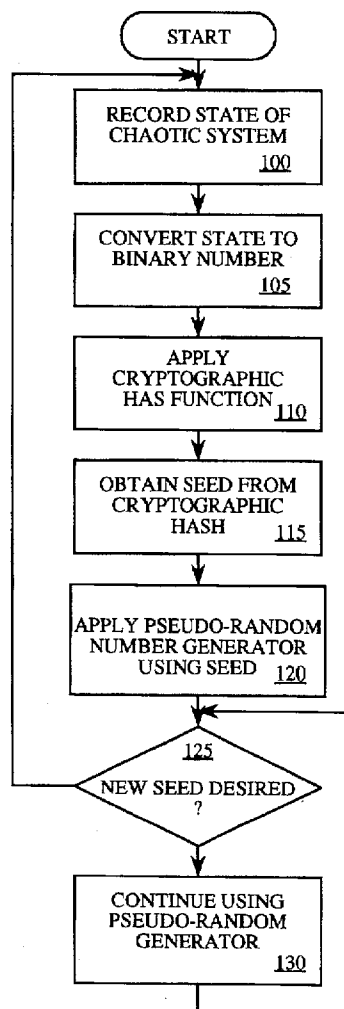 START
RECORD STATE OF
CHAOTIC SYSTEM
100
CONVERT STATE TO
BINARY NUMBER
105
APPLY
CRYPTOGRAPHIC
HAS FUNCTION
110
OBTAIN SEED FROM
CRYPTOGRAPHIC
HASH
115
APPLY PSEUDO-RANDOM
NUMBER GENERATOR
USING SEED
120
125
NEW SEED DESIRED
?
CONTINUE USING
PSEUDO-RANDOM
GENERATOR
130